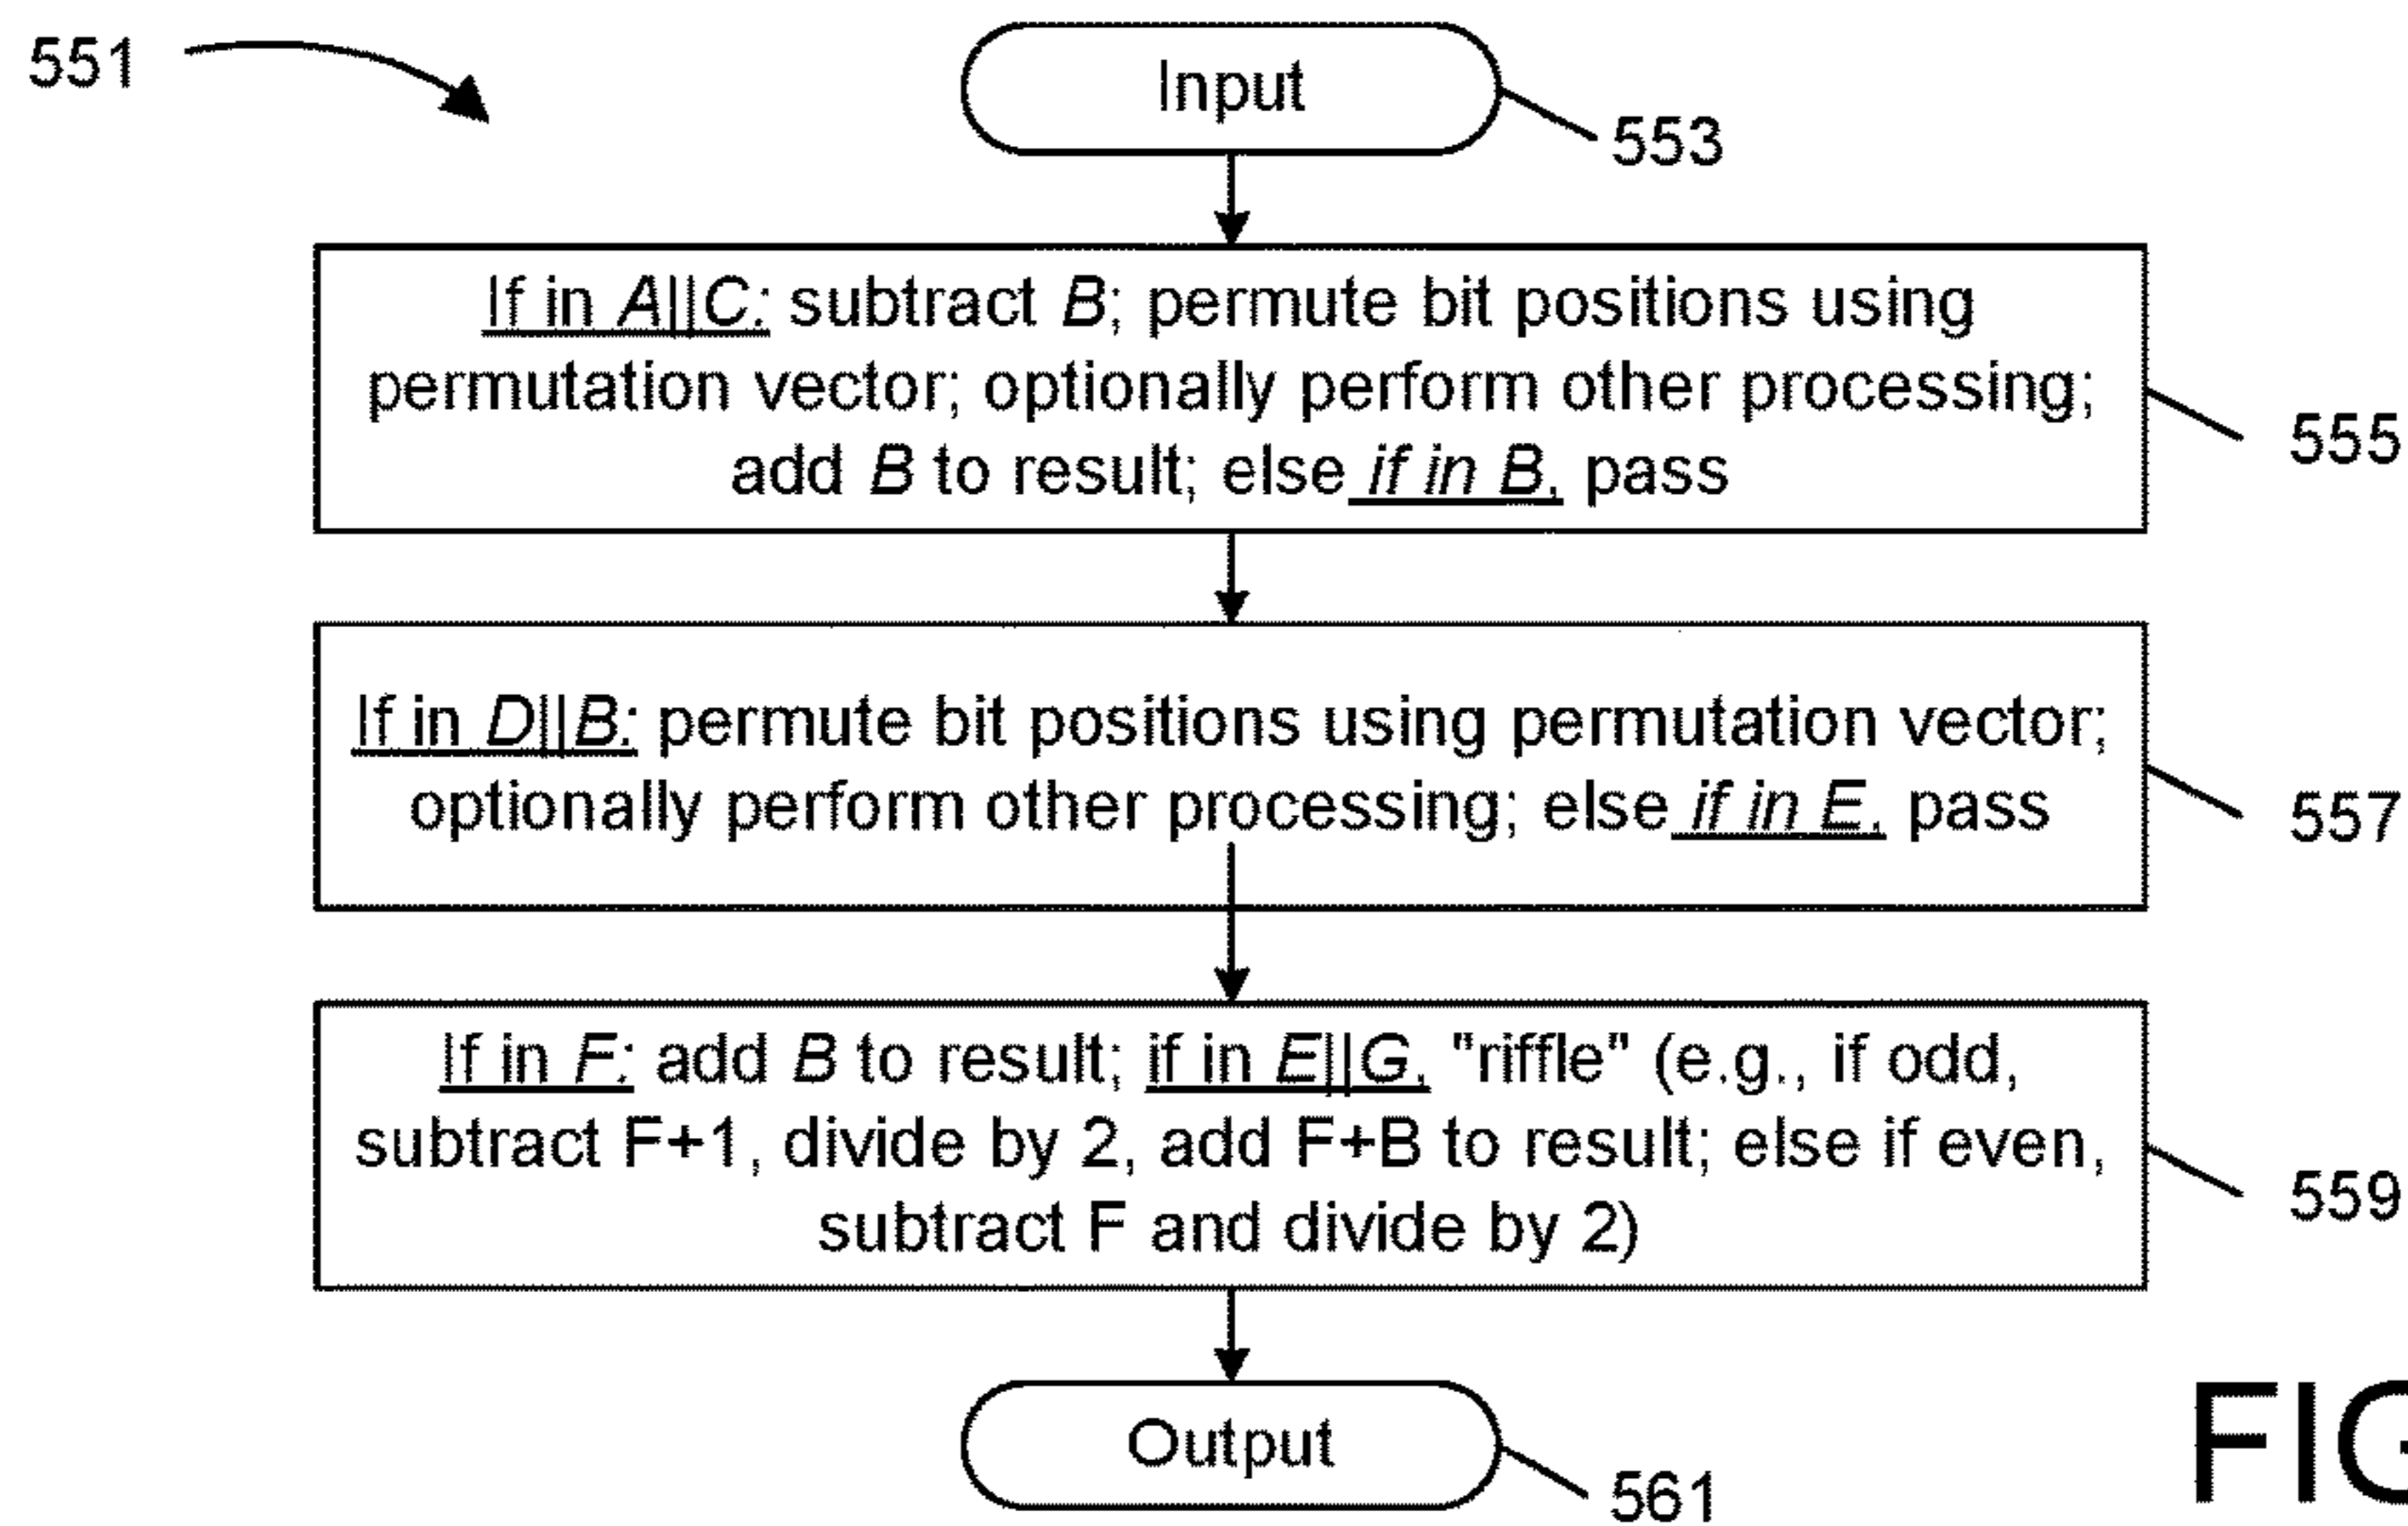 551
Input
553
If in A||C: subtract B; permute bit positions using
permutation vector; optionally perform other processing;
add B to result; else if in B, pass
555
If in D||B: permute bit positions using permutation vector;
optionally perform other processing; else if in E, pass
557
If in F: add B to result; if in E||G, "riffle" (e.g., if odd,
subtract F+1, divide by 2, add F+B to result; else if even,
subtract F and divide by 2)
559
Output
561